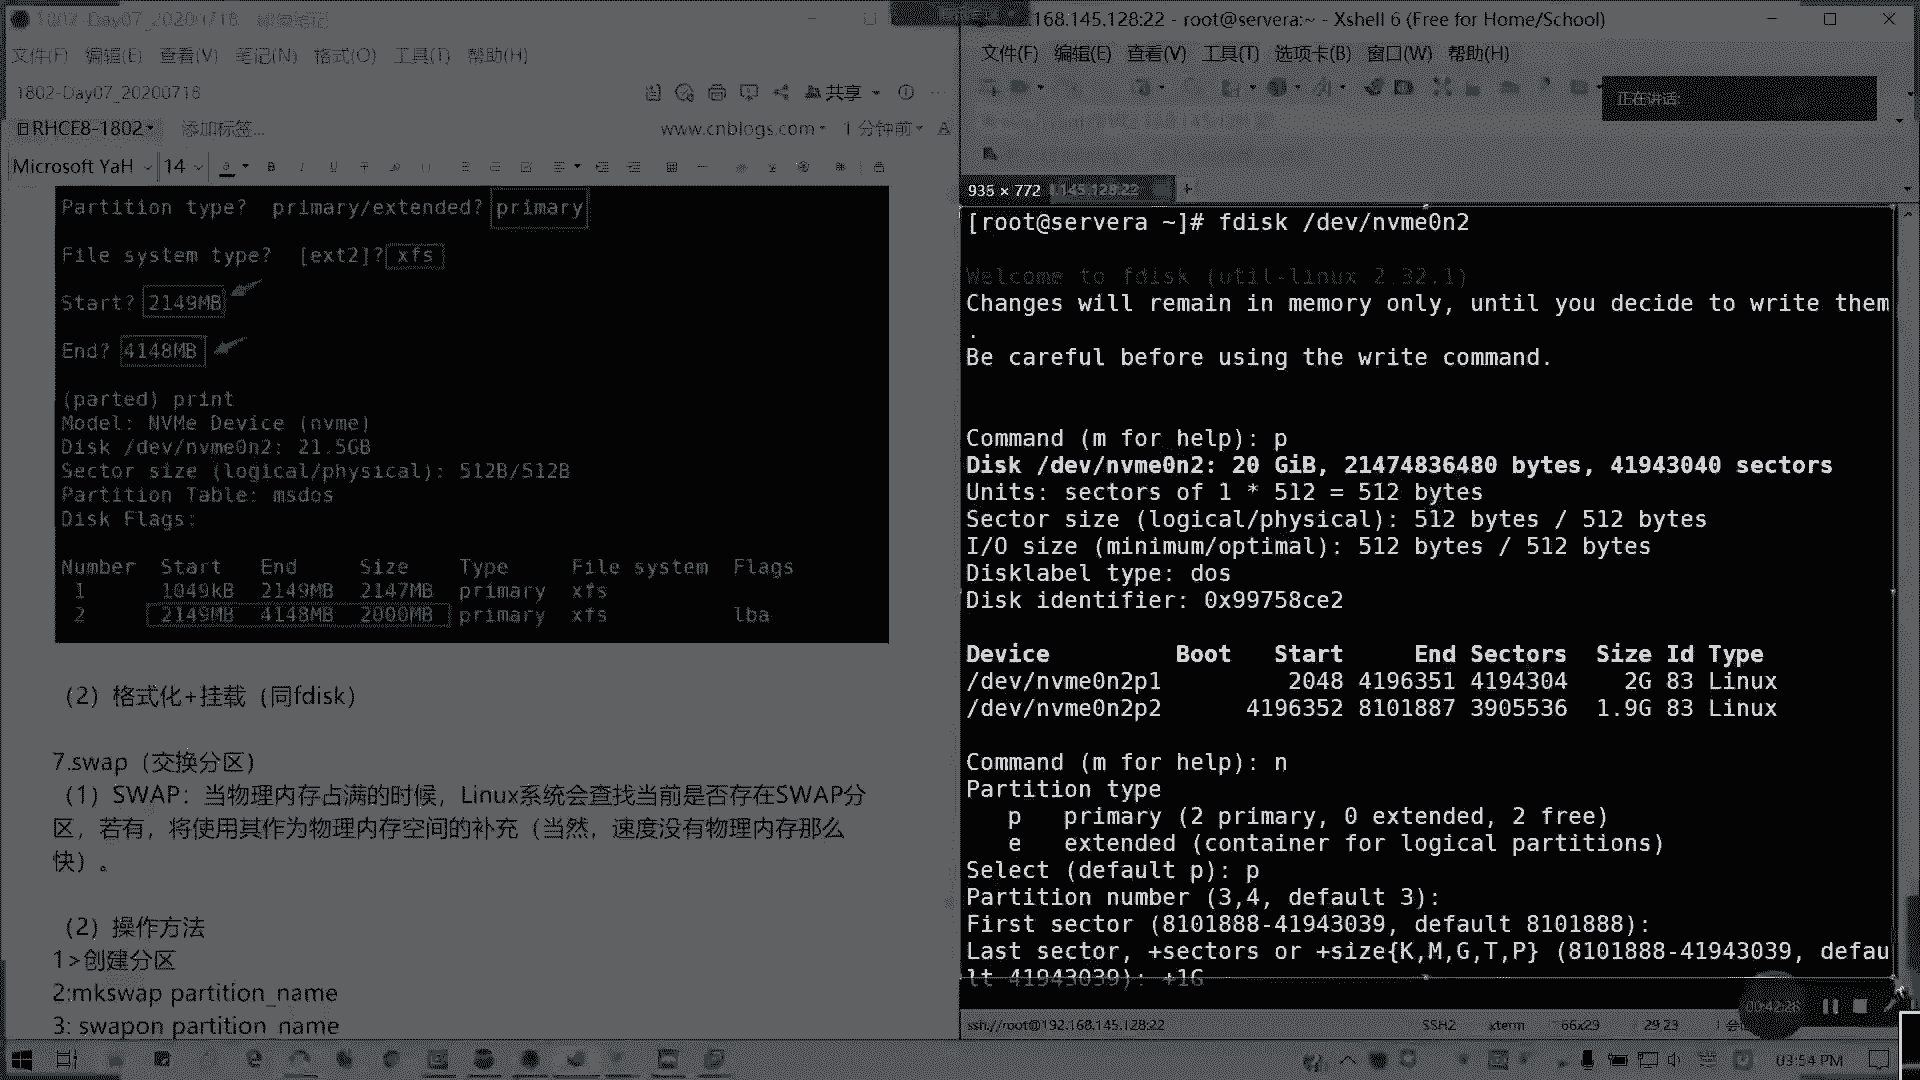 1802-Day07_20200718 - 印象笔记
文件(F) 编辑(E) 查看(V) 笔记(N) 格式(O) 工具(T) 帮助(H)
1802-Day07_20200718
共享
RHCE8-1802
添加标签...
www.cnblogs.com
1 分钟前
Microsoft YaH
14
Partition type? primary/extended? primary
File system type? [ext2]? xfs
Start? 2149MB
End? 4148MB
(parted) print
Model: NVMe Device (nvme)
Disk /dev/nvme0n2: 21.5GB
Sector size (logical/physical): 512B/512B
Partition Table: msdos
Disk Flags:
Number Start End Size Type File system Flags
1 1049kB 2149MB 2147MB primary xfs
2 2149MB 4148MB 2000MB primary xfs lba
（2）格式化+挂载（同fdisk）
7.swap（交换分区）
（1）SWAP：当物理内存占满的时候，Linux系统会查找当前是否存在SWAP分
区，若有，将使用其作为物理内存空间的补充（当然，速度没有物理内存那么
快）。
（2）操作方法
1>创建分区
2:mkswap partition_name
3: swapon partition_name
168.145.128:22 - root@servera:~ - Xshell 6 (Free for Home/School)
文件(F) 编辑(E) 查看(V) 工具(T) 选项卡(B) 窗口(W) 帮助(H)
正在讲话:
935 × 772
.145.128:22
[root@servera ~]# fdisk /dev/nvme0n2
Welcome to fdisk (util-linux 2.32.1)
Changes will remain in memory only, until you decide to write them
.
Be careful before using the write command.
Command (m for help): p
Disk /dev/nvme0n2: 20 GiB, 21474836480 bytes, 41943040 sectors
Units: sectors of 1 * 512 = 512 bytes
Sector size (logical/physical): 512 bytes / 512 bytes
I/O size (minimum/optimal): 512 bytes / 512 bytes
Disklabel type: dos
Disk identifier: 0x99758ce2
Device Boot Start End Sectors Size Id Type
/dev/nvme0n2p1 2048 4196351 4194304 2G 83 Linux
/dev/nvme0n2p2 4196352 8101887 3905536 1.9G 83 Linux
Command (m for help): n
Partition type
p primary (2 primary, 0 extended, 2 free)
e extended (container for logical partitions)
Select (default p): p
Partition number (3,4, default 3):
First sector (8101888-41943039, default 8101888):
Last sector, +sectors or +size{K,M,G,T,P} (8101888-41943039, defau
lt 41943039): +1G
00:42:26
ssh://root@192.168.145.128:22
SSH2
xterm
66x29
29,23
03:54 PM